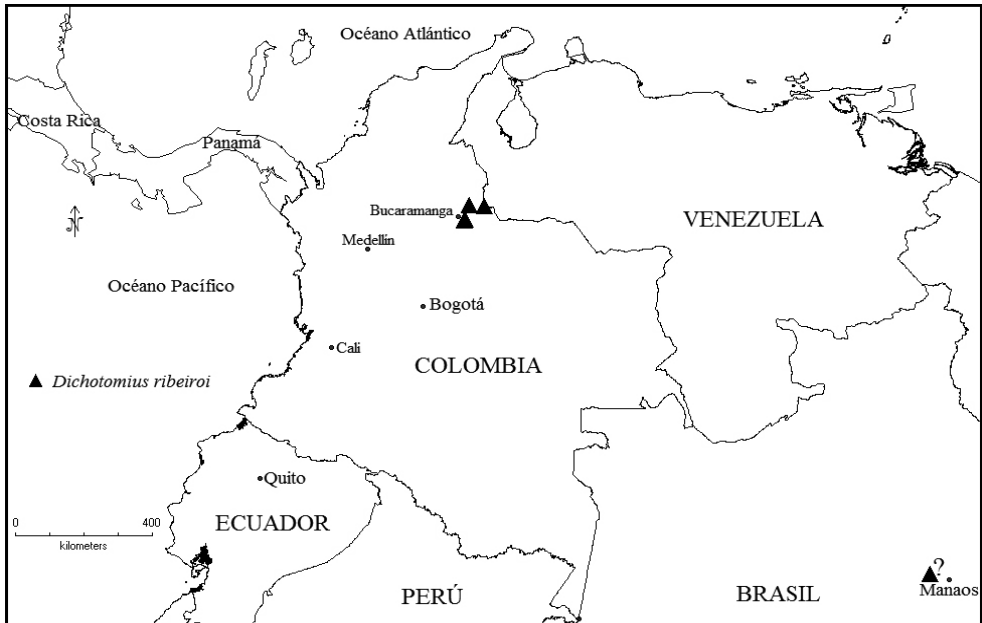 Océano Atlántico
Costa Rica
Panamá
N
Bucaramanga
VENEZUELA
Medellín
Océano Pacífico
Bogotá
Cali
COLOMBIA
Dichotomius ribeiroi
Quito
0 400
kilometers
ECUADOR
?
Manaos
PERÚ
BRASIL